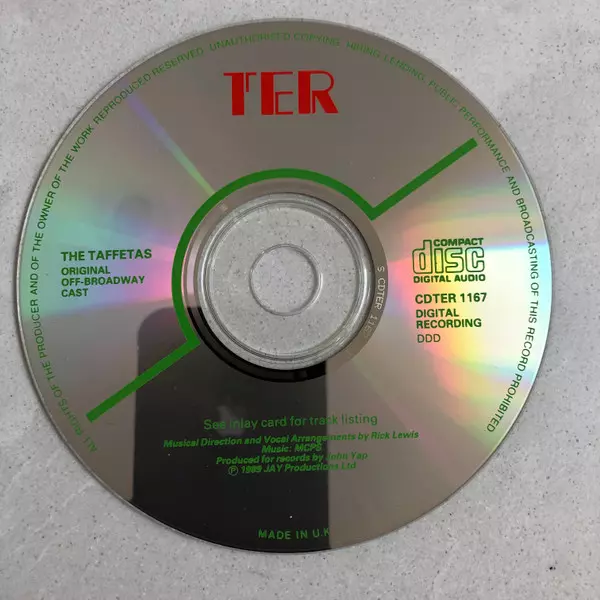 ALL RIGHTS OF THE PRODUCER AND OF THE OWNER OF THE WORK REPRODUCED RESERVED. UNAUTHORISED COPYING, HIRING, LENDING, PUBLIC PERFORMANCE AND BROADCASTING OF THIS RECORD PROHIBITED
TER
THE TAFFETAS
ORIGINAL
OFF-BROADWAY
CAST
COMPACT
disc
DIGITAL AUDIO
CDTER 1167
DIGITAL
RECORDING
DDD
S CDTER
See inlay card for track listing
Musical Direction and Vocal Arrangements by Rick Lewis
Music: MCPS
Produced for records by John Yap
℗ 1989 JAY Productions Ltd
MADE IN U.K